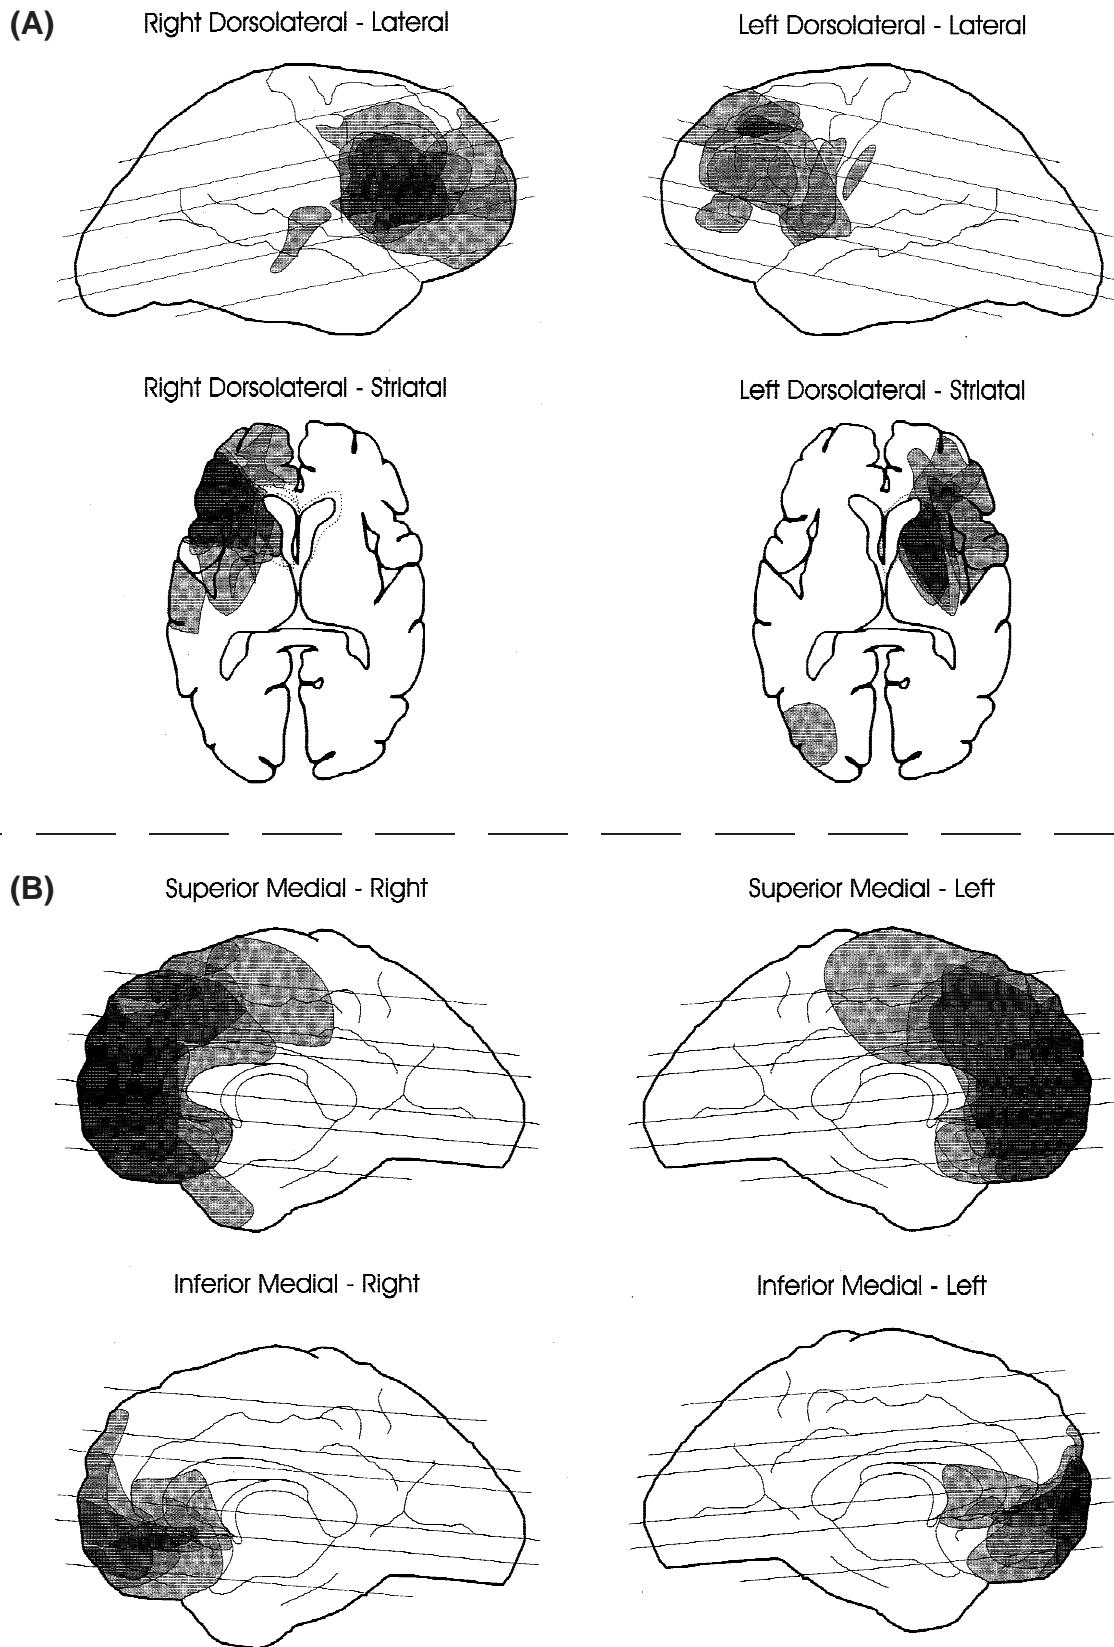 (A)
Right Dorsolateral - Lateral
Left Dorsolateral - Lateral
Right Dorsolateral - Striatal
Left Dorsolateral - Striatal
(B)
Superior Medial - Right
Superior Medial - Left
Inferior Medial - Right
Inferior Medial - Left